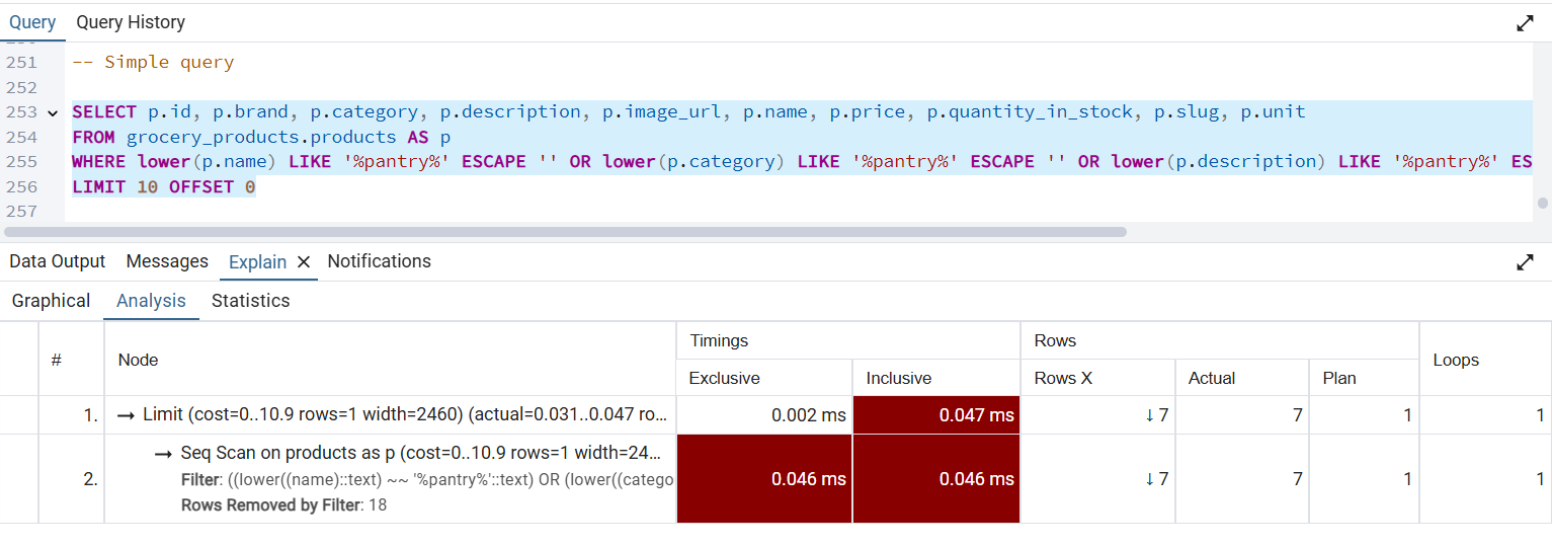 Query Query History
251 -- Simple query
252
253 SELECT p.id, p.brand, p.category, p.description, p.image_url, p.name, p.price, p.quantity_in_stock, p.slug, p.unit
254 FROM grocery_products.products AS p
255 WHERE lower(p.name) LIKE '%pantry%' ESCAPE '' OR lower(p.category) LIKE '%pantry%' ESCAPE '' OR lower(p.description) LIKE '%pantry%' ES
256 LIMIT 10 OFFSET 0
257
Data Output Messages Explain × Notifications
Graphical Analysis Statistics
# Node Timings Rows Loops
Exclusive Inclusive Rows X Actual Plan
1. → Limit (cost=0..10.9 rows=1 width=2460) (actual=0.031..0.047 ro... 0.002 ms 0.047 ms ↓ 7 7 1 1
2. → Seq Scan on products as p (cost=0..10.9 rows=1 width=24... 0.046 ms 0.046 ms ↓ 7 7 1 1
Filter: ((lower((name)::text) ~~ '%pantry%'::text) OR (lower((catego
Rows Removed by Filter: 18